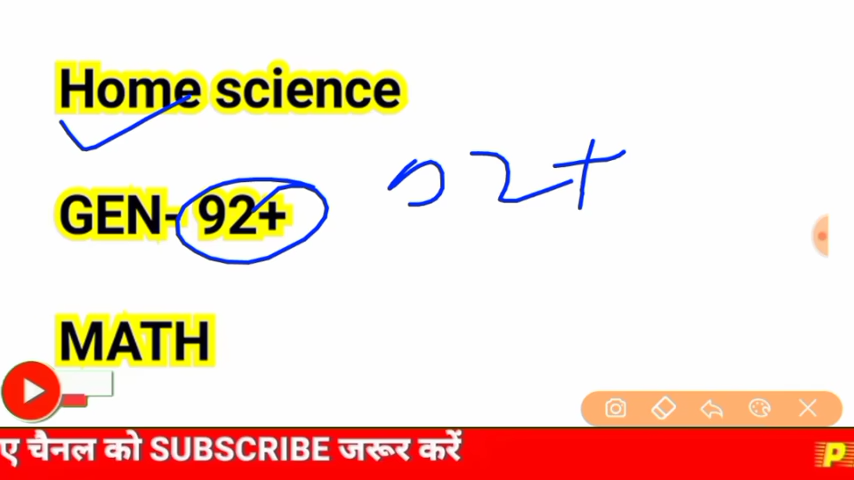 Home science
GEN- 92+
92+
MATH
ए चैनल को SUBSCRIBE जरूर करें
P